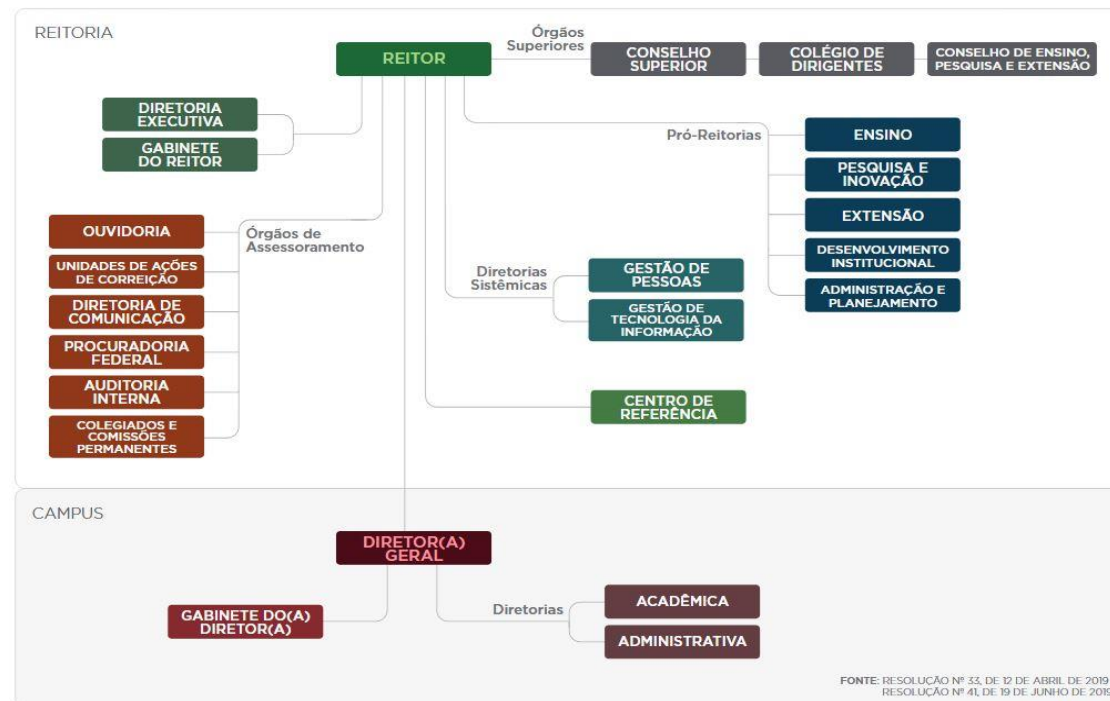 REITORIA
REITOR
Órgãos
Superiores
CONSELHO
SUPERIOR
COLÉGIO DE
DIRIGENTES
CONSELHO DE ENSINO,
PESQUISA E EXTENSÃO
DIRETORIA
EXECUTIVA
GABINETE
DO REITOR
Pró-Reitorias
ENSINO
PESQUISA E
INOVAÇÃO
EXTENSÃO
DESENVOLVIMENTO
INSTITUCIONAL
ADMINISTRAÇÃO E
PLANEJAMENTO
Órgãos de
Assessoramento
OUVIDORIA
UNIDADES DE AÇÕES
DE CORREIÇÃO
DIRETORIA DE
COMUNICAÇÃO
PROCURADORIA
FEDERAL
AUDITORIA
INTERNA
COLEGIADOS E
COMISSÕES
PERMANENTES
Diretorias
Sistêmicas
GESTÃO DE
PESSOAS
GESTÃO DE
TECNOLOGIA DA
INFORMAÇÃO
CENTRO DE
REFERÊNCIA
CAMPUS
DIRETOR(A)
GERAL
GABINETE DO(A)
DIRETOR(A)
Diretorias
ACADÊMICA
ADMINISTRATIVA
FONTE: RESOLUÇÃO Nº 33, DE 12 DE ABRIL DE 2019
RESOLUÇÃO Nº 41, DE 19 DE JUNHO DE 2019